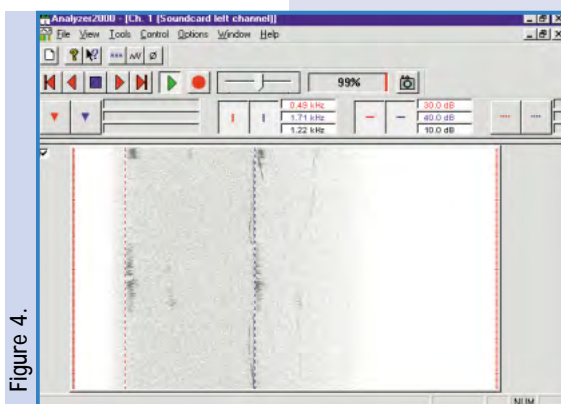 Analyzer2000 - [Ch. 1 (Soundcard left channel)]
File View Tools Control Options Window Help
99%
0.49 kHz
1.71 kHz
1.22 kHz
30.0 dB
40.0 dB
10.0 dB
NUM
Figure 4.